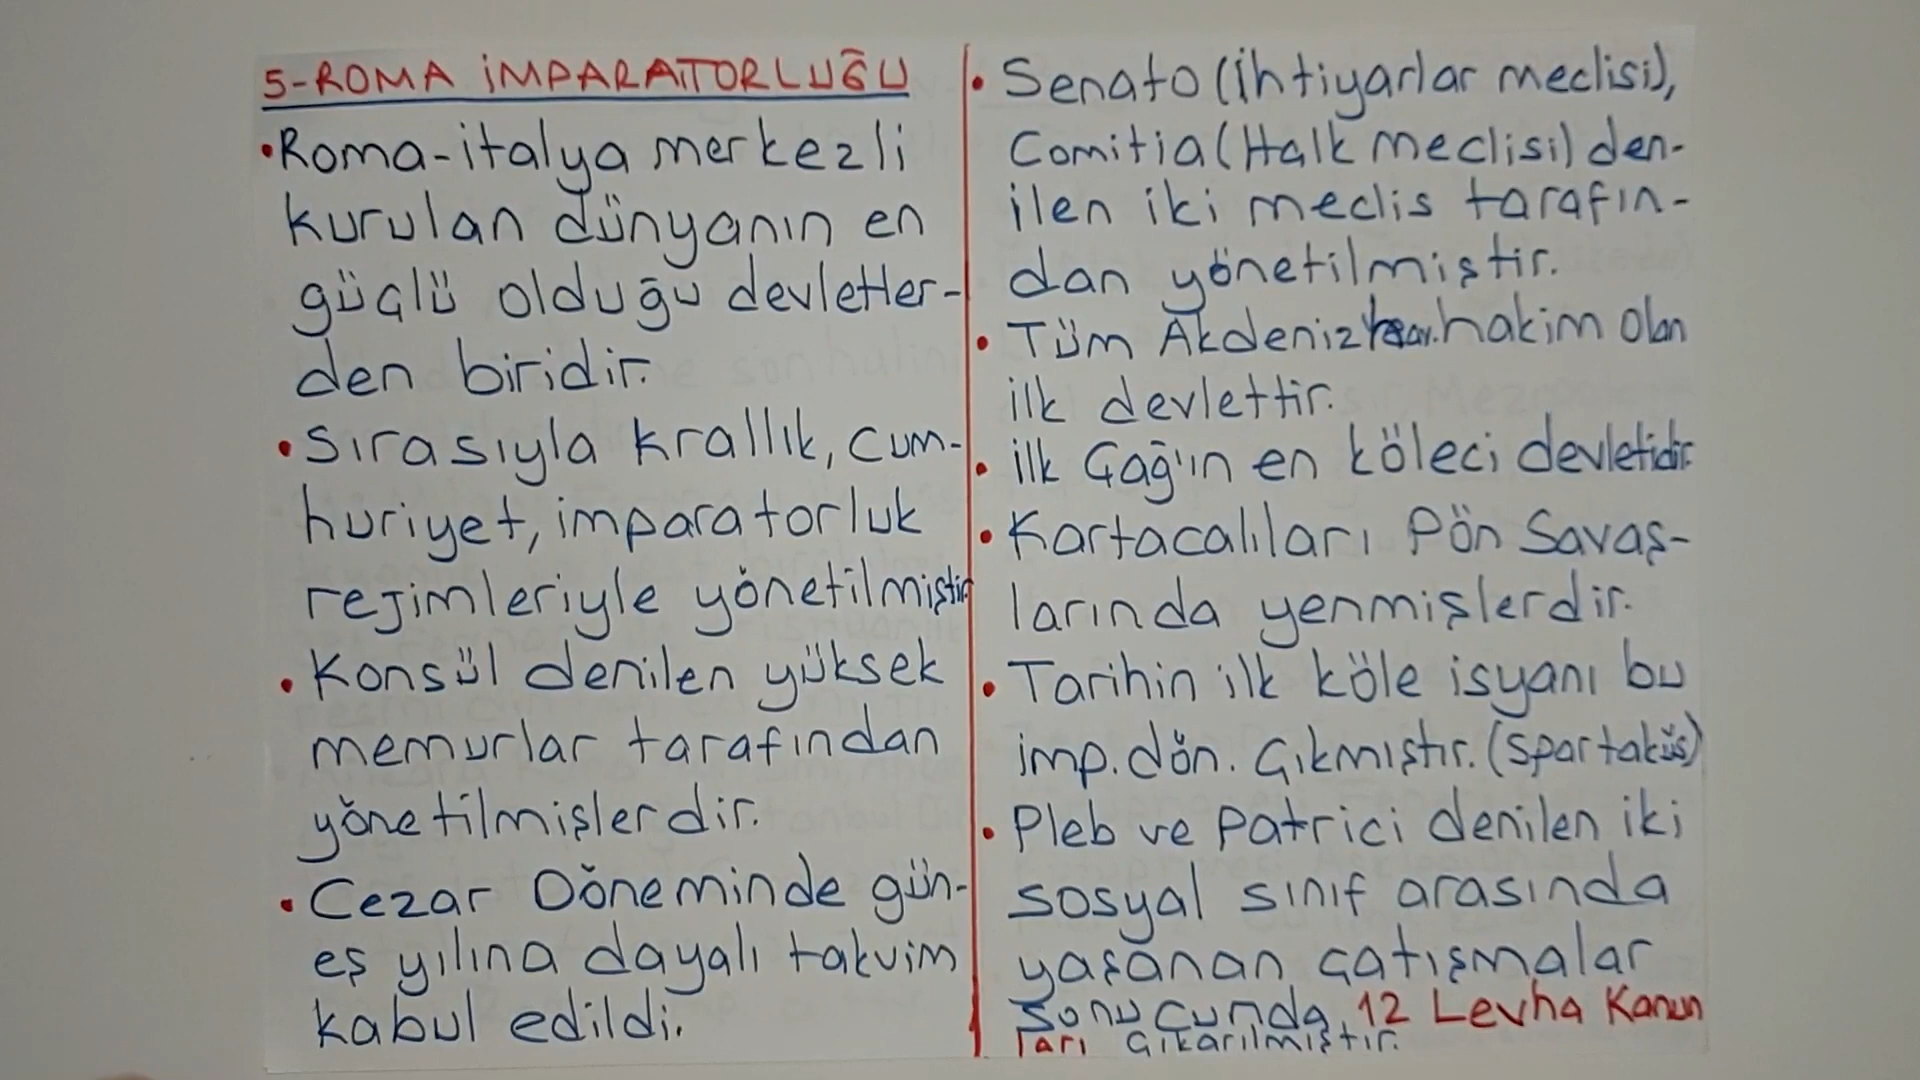 5-ROMA İMPARATORLUĞU
•Roma-italya merkezli
kurulan dünyanın en
güçlü olduğu devletler-
den biridir.
•Sırasıyla krallık, cum-
huriyet, imparatorluk
rejimleriyle yönetilmiştir
•Konsül denilen yüksek
memurlar tarafından
yönetilmişlerdir.
•Cezar Döneminde gün-
eş yılına dayalı takvim
kabul edildi.
•Senato (ihtiyarlar meclisi),
Comitia (Halk meclisi) den-
ilen iki meclis tarafın-
dan yönetilmiştir.
•Tüm Akdeniz hav. hakim olan
ilk devlettir.
•ilk Çağ'ın en köleci devletidir
•Kartacalıları Pön Savaş-
larında yenmişlerdir.
•Tarihin ilk köle isyanı bu
imp. dön. Çıkmıştır. (Spartaküs)
•Pleb ve Patrici denilen iki
sosyal sınıf arasında
yaşanan çatışmalar
Sonucunda 12 Levha Kanun
ları Çıkarılmıştır.